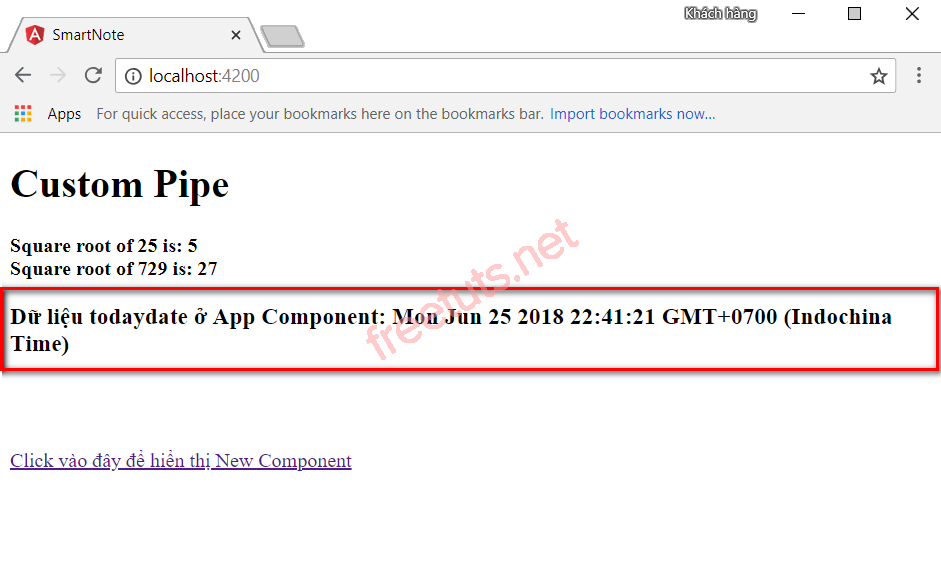 Khách hàng
SmartNote
localhost:4200
Apps For quick access, place your bookmarks here on the bookmarks bar. Import bookmarks now...
Custom Pipe
Square root of 25 is: 5
Square root of 729 is: 27
Dữ liệu todaydate ở App Component: Mon Jun 25 2018 22:41:21 GMT+0700 (Indochina
Time)
freetuts.net
Click vào đây để hiển thị New Component